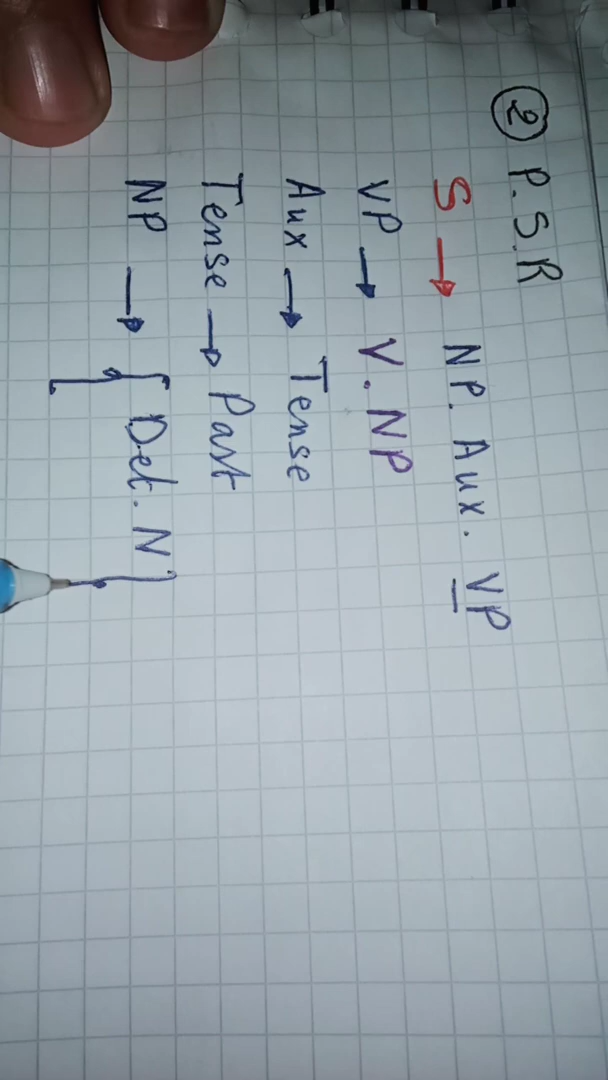 ② P.S.R
S → NP. Aux. VP
VP → V. NP
Aux → Tense
Tense → Past
NP → { Det. N }